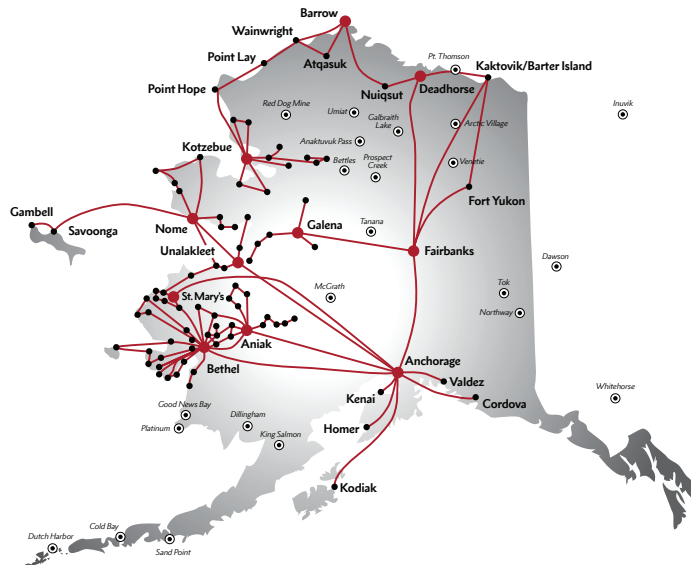 Barrow
Wainwright
Point Lay
Atqasuk
Pt. Thomson
Kaktovik/Barter Island
Point Hope
Nuiqsut
Deadhorse
Red Dog Mine
Umiat
Galbraith
Lake
Arctic Village
Inuvik
Kotzebue
Anaktuvuk Pass
Bettles
Prospect
Creek
Venetie
Fort Yukon
Gambell
Savoonga
Nome
Galena
Tanana
Unalakleet
Fairbanks
Dawson
St. Mary's
McGrath
Tok
Northway
Aniak
Bethel
Anchorage
Valdez
Kenai
Cordova
Whitehorse
Good News Bay
Platinum
Dillingham
King Salmon
Homer
Kodiak
Cold Bay
Dutch Harbor
Sand Point